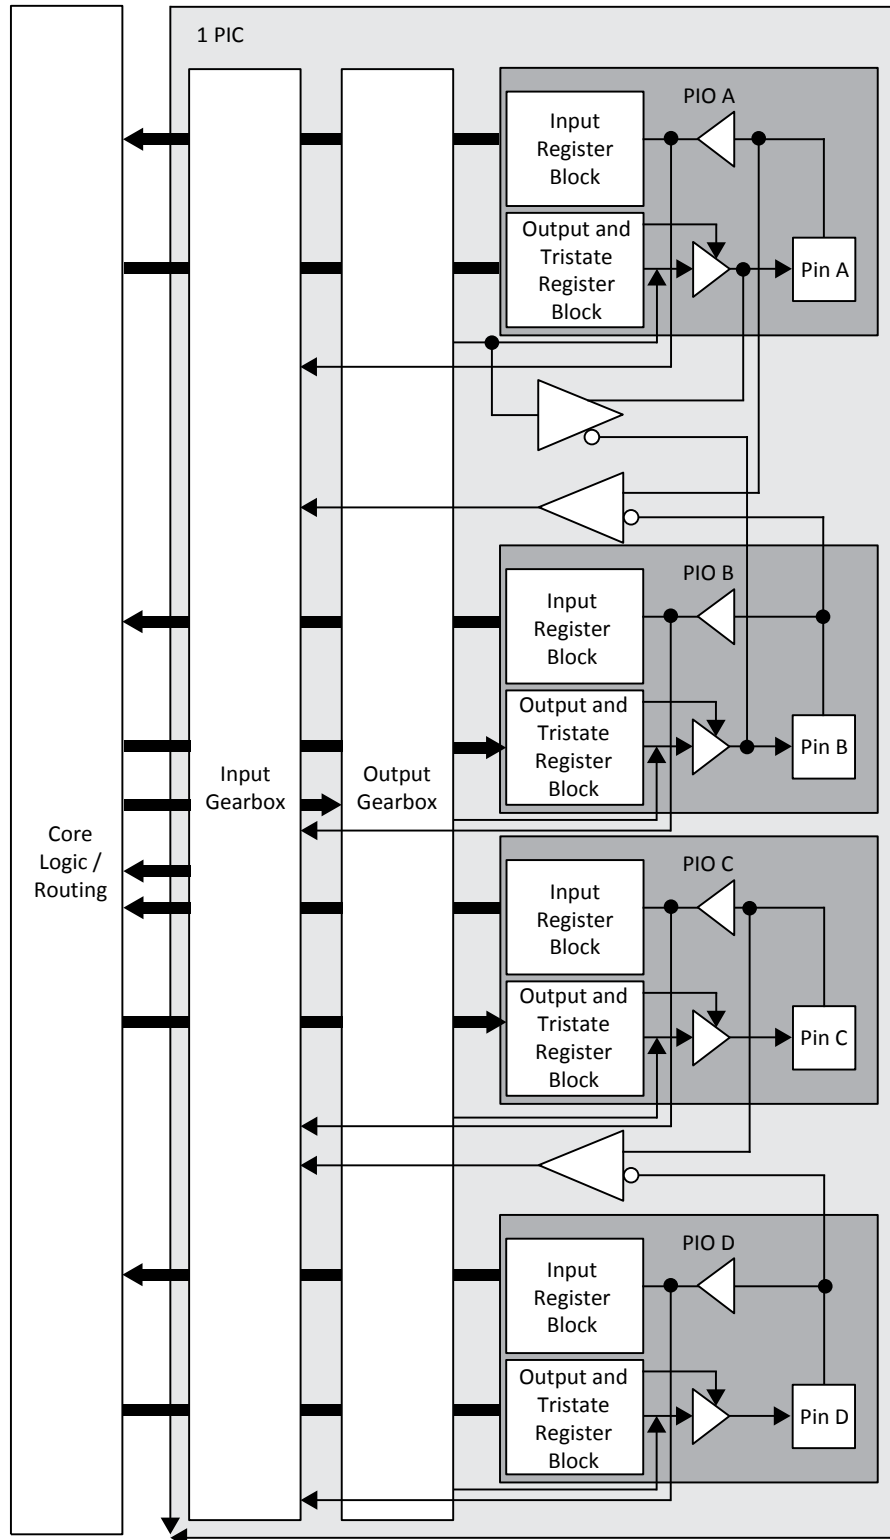 1 PIC
PIO A
Input
Register
Block
Output and
Tristate
Register
Block
Pin A
PIO B
Input
Register
Block
Output and
Tristate
Register
Block
Pin B
Input
Gearbox
Output
Gearbox
Core
Logic /
Routing
PIO C
Input
Register
Block
Output and
Tristate
Register
Block
Pin C
PIO D
Input
Register
Block
Output and
Tristate
Register
Block
Pin D